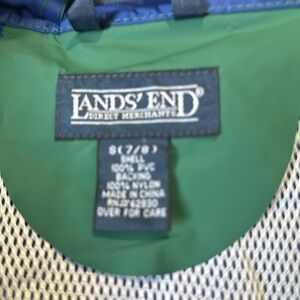 LANDS' END®
DIRECT MERCHANTS
S(7/8)
SHELL
100% PVC
BACKING
100% NYLON
MADE IN CHINA
RN 62830
OVER FOR CARE